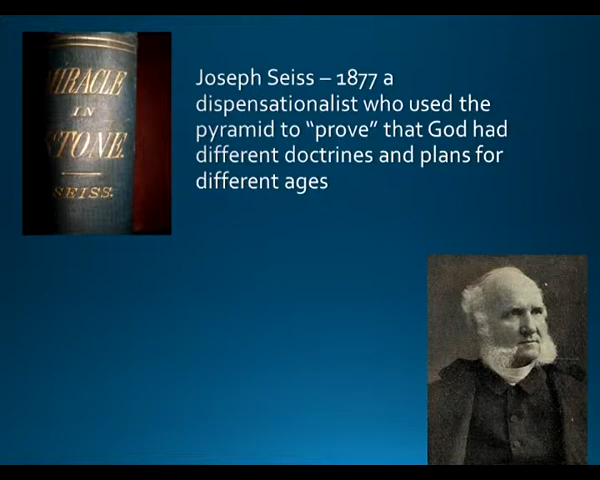 MIRACLE
IN
STONE.
SEISS.
Joseph Seiss – 1877 a
dispensationalist who used the
pyramid to “prove” that God had
different doctrines and plans for
different ages